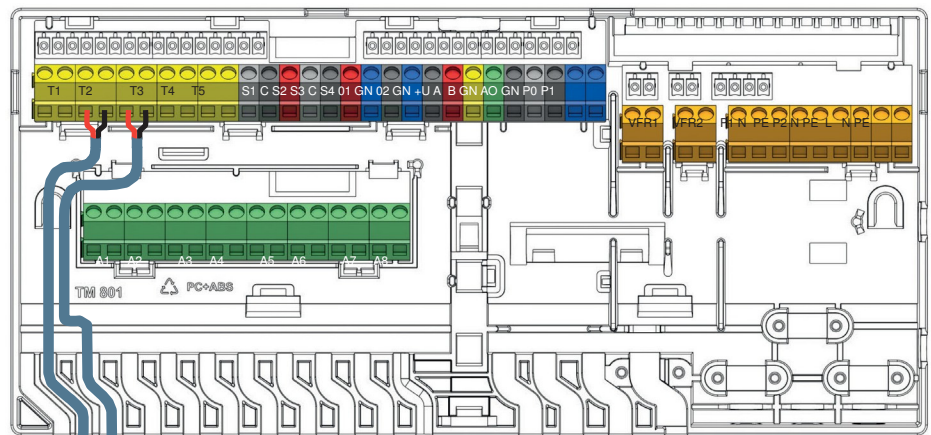 T1 T2 T3 T4 T5 S1 C S2 S3 C S4 01 GN 02 GN +U A B GN AO GN P0 P1
VFR1 VFR2 P1 N PE P2 N PE L N PE
A1 A2 A3 A4 A5 A6 A7 A8
TM 801 PC+ABS